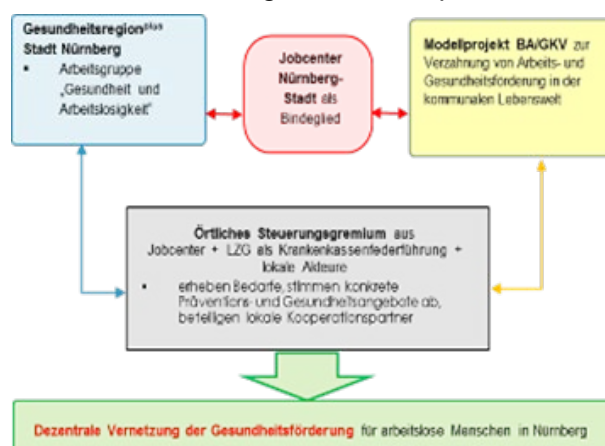 Gesundheitsregion plus
Stadt Nürnberg
▪ Arbeitsgruppe
„Gesundheit und
Arbeitslosigkeit“
Jobcenter
Nürnberg-
Stadt als
Bindeglied
Modellprojekt BA/GKV zur
Verzahnung von Arbeits- und
Gesundheitsförderung in der
kommunalen Lebenswelt
Örtliches Steuerungsgremium aus
Jobcenter + LZG als Krankenkassenfederführung +
lokale Akteure
▪ erheben Bedarfe, stimmen konkrete
Präventions- und Gesundheitsangebote ab,
beteiligen lokale Kooperationspartner
Dezentrale Vernetzung der Gesundheitsförderung für arbeitslose Menschen in Nürnberg